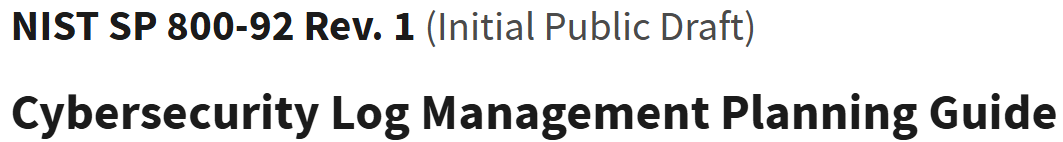 NIST SP 800-92 Rev. 1 (Initial Public Draft)
Cybersecurity Log Management Planning Guide